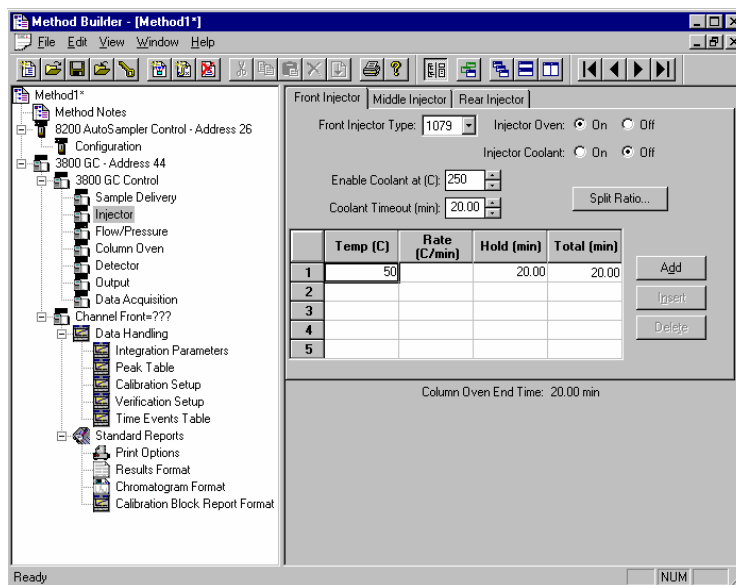 Method Builder - [Method1*]
File Edit View Window Help
Method1*
Method Notes
8200 AutoSampler Control - Address 26
Configuration
3800 GC - Address 44
3800 GC Control
Sample Delivery
Injector
Flow/Pressure
Column Oven
Detector
Output
Data Acquisition
Channel Front=???
Data Handling
Integration Parameters
Peak Table
Calibration Setup
Verification Setup
Time Events Table
Standard Reports
Print Options
Results Format
Chromatogram Format
Calibration Block Report Format
Front Injector Middle Injector Rear Injector
Front Injector Type: 1079 Injector Oven: On Off
Injector Coolant: On Off
Enable Coolant at (C): 250
Coolant Timeout (min): 20.00
Split Ratio...
Temp (C) Rate (C/min) Hold (min) Total (min)
1 50 20.00 20.00
2
3
4
5
Add
Insert
Delete
Column Oven End Time: 20.00 min
Ready NUM